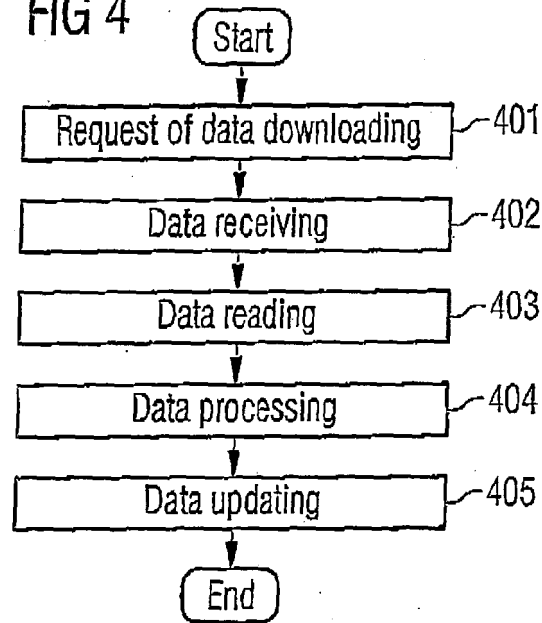 FIG 4
Start
Request of data downloading 401
Data receiving 402
Data reading 403
Data processing 404
Data updating 405
End